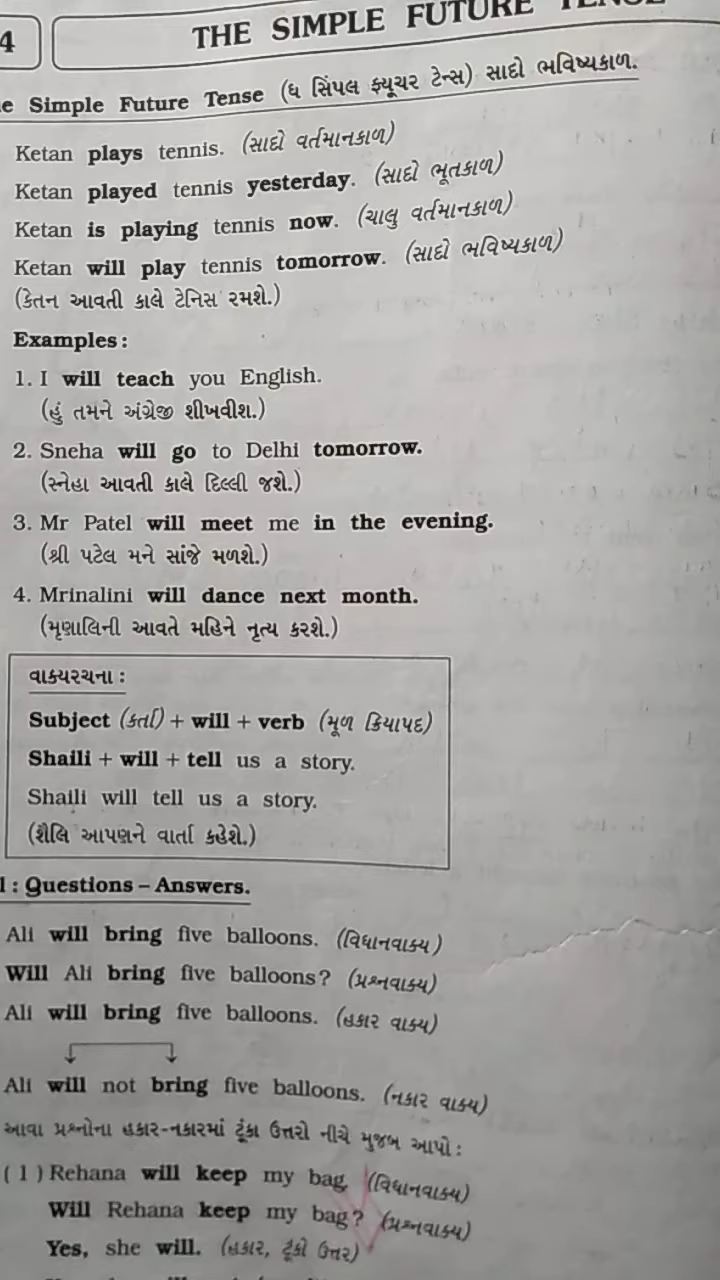 4
THE SIMPLE FUTURE TENSE
e Simple Future Tense (ધ સિંપલ ફ્યૂચર ટેન્સ) સાદો ભવિષ્યકાળ.
Ketan plays tennis. (સાદો વર્તમાનકાળ)
Ketan played tennis yesterday. (સાદો ભૂતકાળ)
Ketan is playing tennis now. (ચાલુ વર્તમાનકાળ)
Ketan will play tennis tomorrow. (સાદો ભવિષ્યકાળ)
(કેતન આવતી કાલે ટેનિસ રમશે.)
Examples:
1. I will teach you English.
(હું તમને અંગ્રેજી શીખવીશ.)
2. Sneha will go to Delhi tomorrow.
(સ્નેહા આવતી કાલે દિલ્લી જશે.)
3. Mr Patel will meet me in the evening.
(શ્રી પટેલ મને સાંજે મળશે.)
4. Mrinalini will dance next month.
(મૃણાલિની આવતે મહિને નૃત્ય કરશે.)
વાક્યરચના :
Subject (કર્તા) + will + verb (મૂળ ક્રિયાપદ)
Shaili + will + tell us a story.
Shaili will tell us a story.
(શૈલિ આપણને વાર્તા કહેશે.)
1 : Questions – Answers.
Ali will bring five balloons. (વિધાનવાક્ય)
Will Ali bring five balloons? (પ્રશ્નવાક્ય)
Ali will bring five balloons. (હકાર વાક્ય)
Ali will not bring five balloons. (નકાર વાક્ય)
આવા પ્રશ્નોના હકાર-નકારમાં ટૂંકા ઉત્તરો નીચે મુજબ આપો :
( 1 ) Rehana will keep my bag. (વિધાનવાક્ય)
Will Rehana keep my bag? (પ્રશ્નવાક્ય)
Yes, she will. (હકાર, ટૂંકો ઉત્તર)